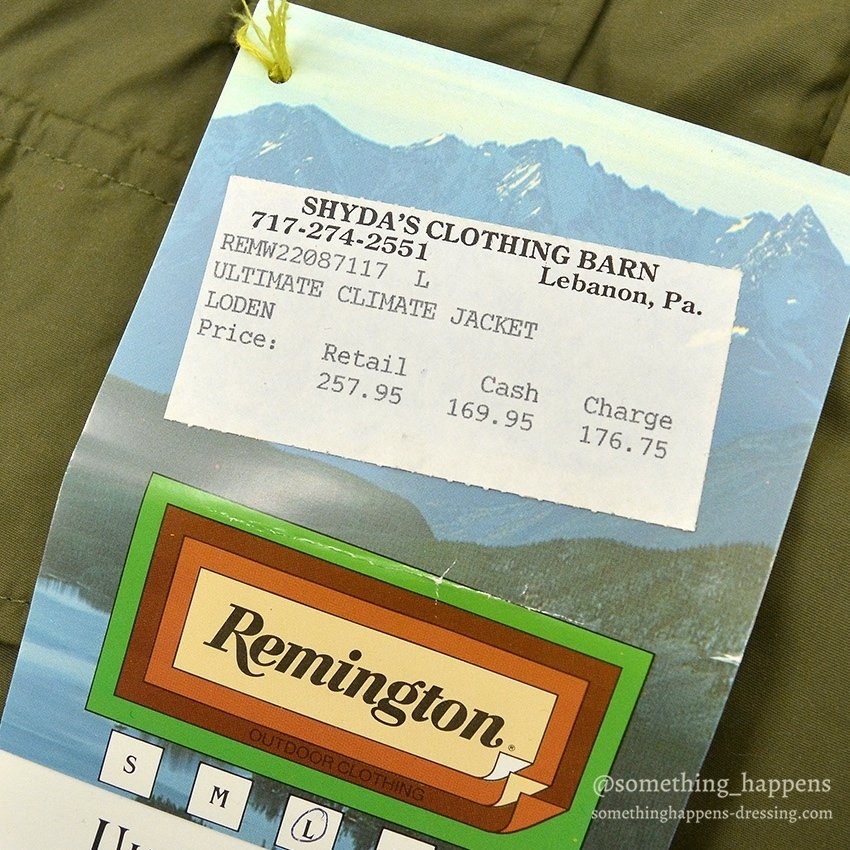 SHYDA'S CLOTHING BARN
717-274-2551 Lebanon, Pa.
REMW22087117 L
ULTIMATE CLIMATE JACKET
LODEN
Price: Retail Cash Charge
257.95 169.95 176.75
Remington®
OUTDOOR CLOTHING
S M L
@something_happens
somethinghappens-dressing.com